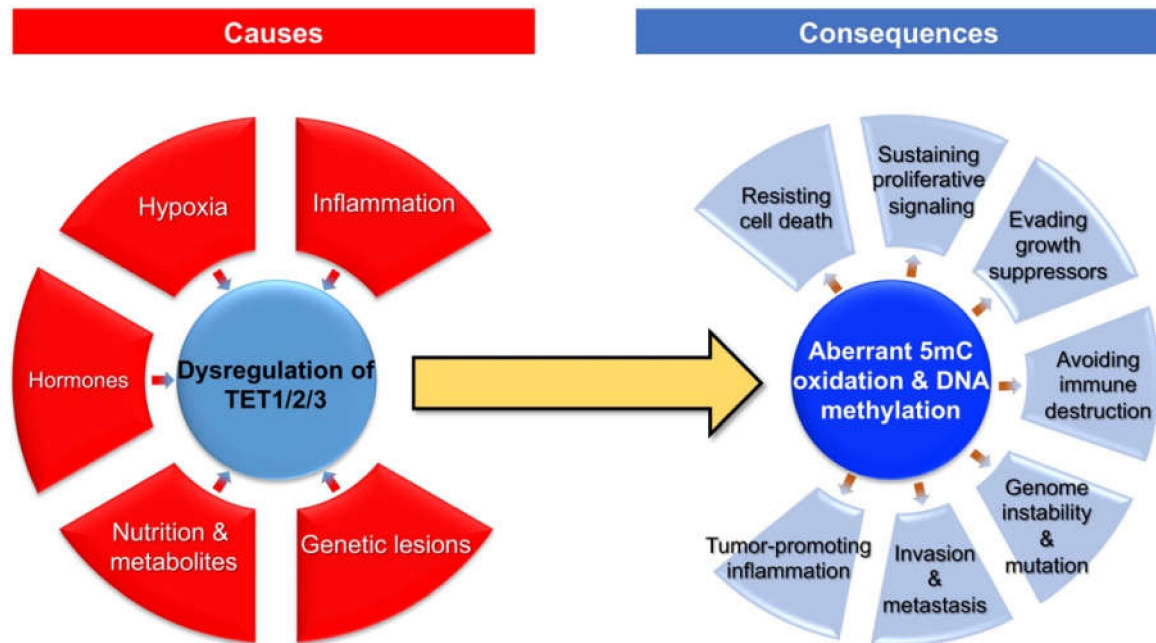 Causes
Consequences
Hypoxia
Inflammation
Hormones
Dysregulation of
TET1/2/3
Nutrition &
metabolites
Genetic lesions
Resisting
cell death
Sustaining
proliferative
signaling
Evading
growth
suppressors
Avoiding
immune
destruction
Aberrant 5mC
oxidation & DNA
methylation
Genome
instability
&
mutation
Invasion
&
metastasis
Tumor-promoting
inflammation